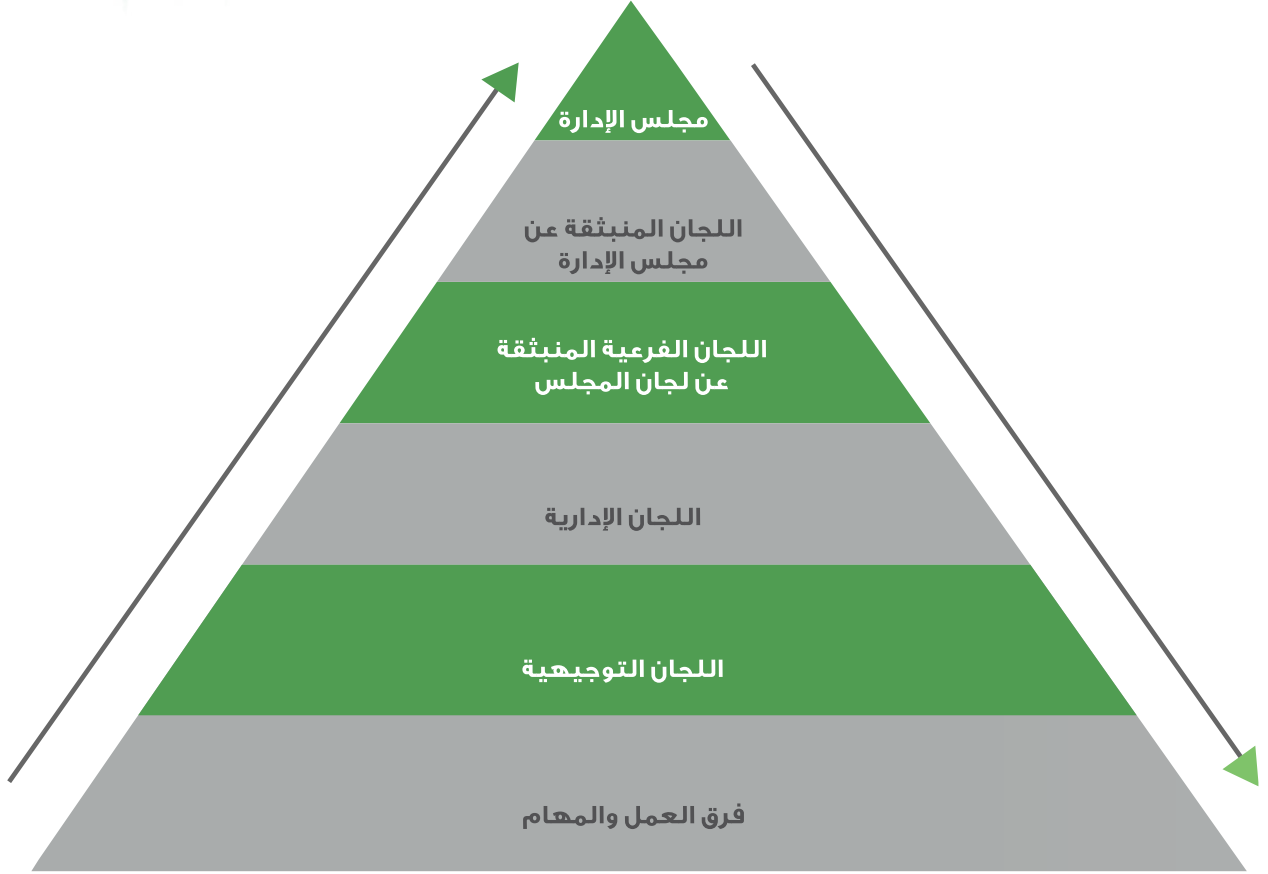 مجلس الإدارة
اللجان المنبثقة عن
مجلس الإدارة
اللجان الفرعية المنبثقة
عن لجان المجلس
اللجان الإدارية
اللجان التوجيهية
فرق العمل والمهام